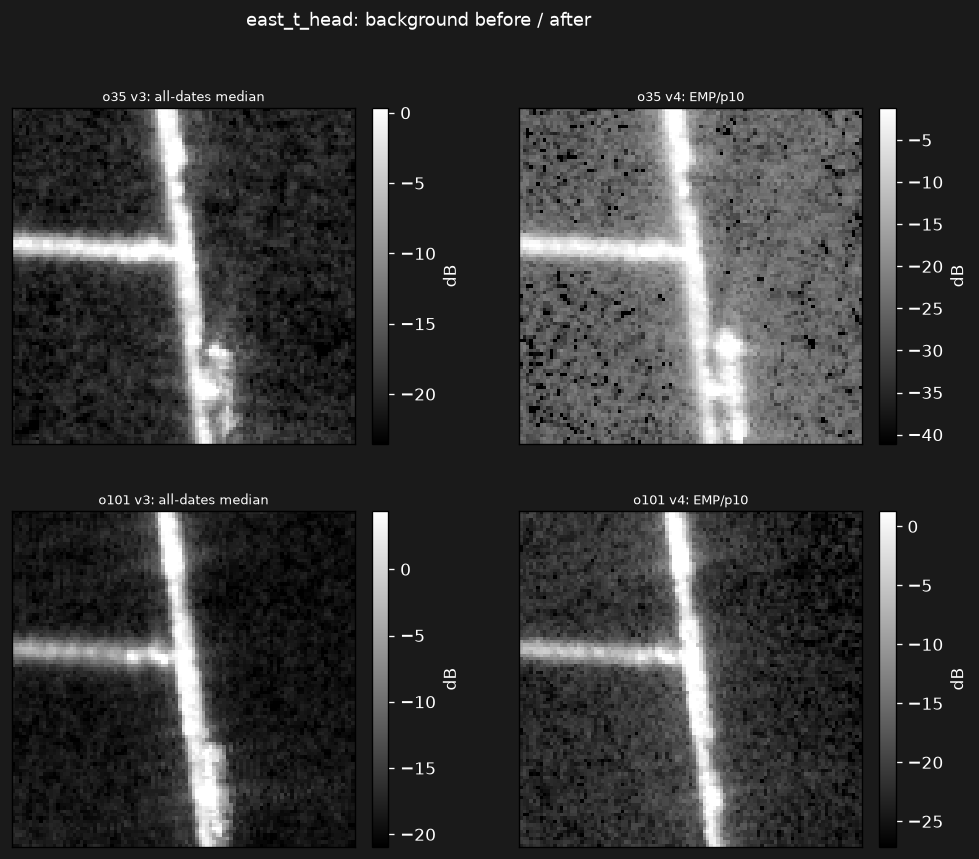 east_t_head: background before / after
o35 v3: all-dates median
o35 v4: EMP/p10
0
−5
−10
−15
−20
dB
−5
−10
−15
−20
−25
−30
−35
−40
dB
o101 v3: all-dates median
o101 v4: EMP/p10
0
−5
−10
−15
−20
dB
0
−5
−10
−15
−20
−25
dB